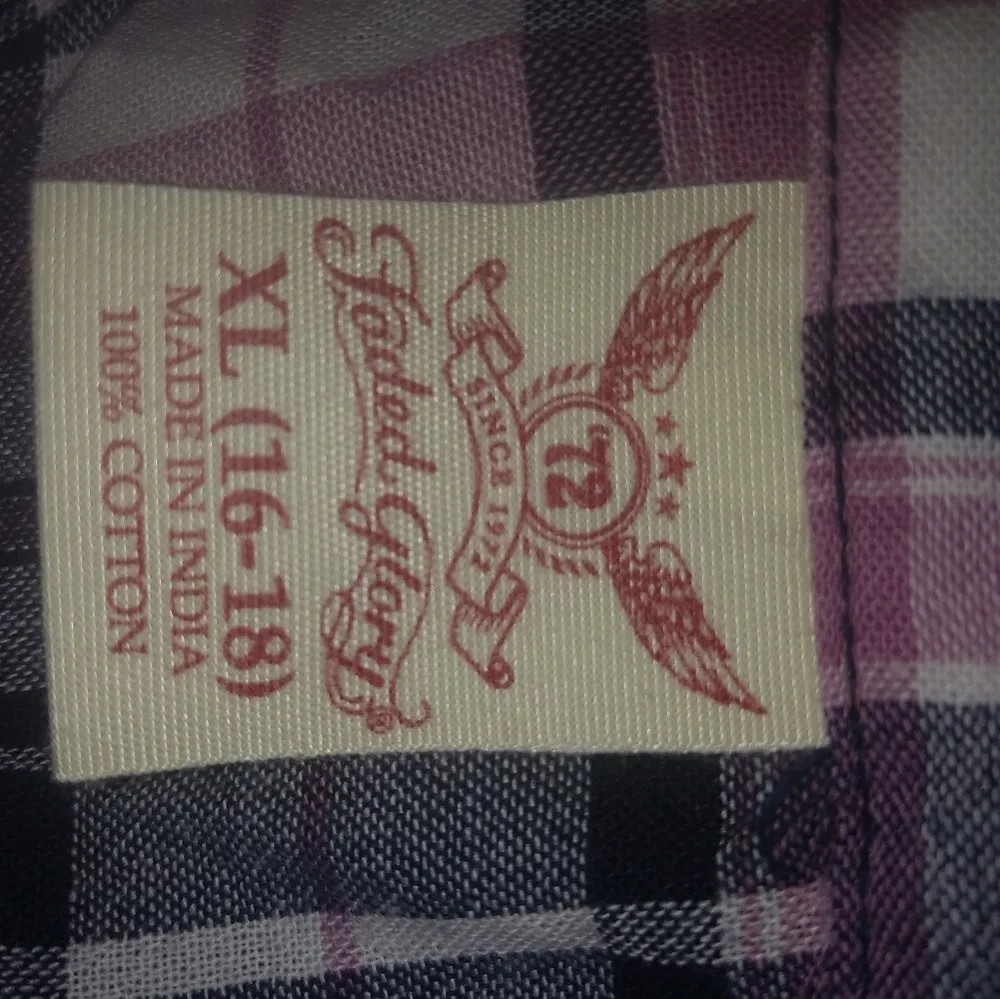 '72
SINCE 1972
Faded Glory®
XL (16-18)
MADE IN INDIA
100% COTTON